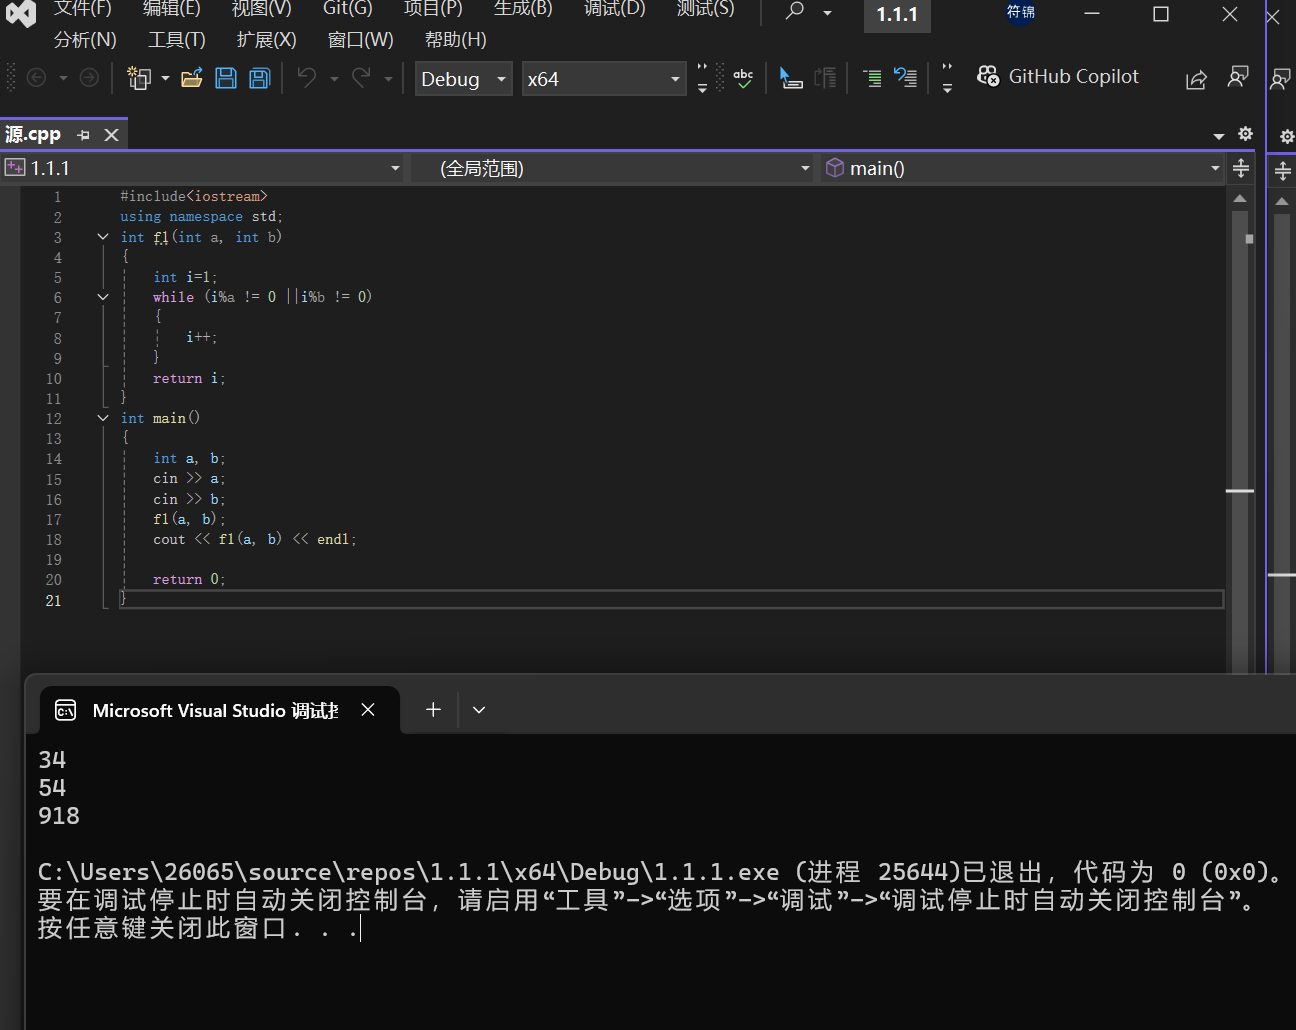 文件(F) 编辑(E) 视图(V) Git(G) 项目(P) 生成(B) 调试(D) 测试(S) 1.1.1 符锦
分析(N) 工具(T) 扩展(X) 窗口(W) 帮助(H)
Debug x64 abc GitHub Copilot
源.cpp
1.1.1 (全局范围) main()
1 #include<iostream>
2 using namespace std;
3 int f1(int a, int b)
4 {
5 int i=1;
6 while (i%a != 0 ||i%b != 0)
7 {
8 i++;
9 }
10 return i;
11 }
12 int main()
13 {
14 int a, b;
15 cin >> a;
16 cin >> b;
17 f1(a, b);
18 cout << f1(a, b) << endl;
19
20 return 0;
21 }
Microsoft Visual Studio 调试
34
54
918
C:\Users\26065\source\repos\1.1.1\x64\Debug\1.1.1.exe (进程 25644)已退出，代码为 0 (0x0)。
要在调试停止时自动关闭控制台，请启用“工具”->“选项”->“调试”->“调试停止时自动关闭控制台”。
按任意键关闭此窗口. . .